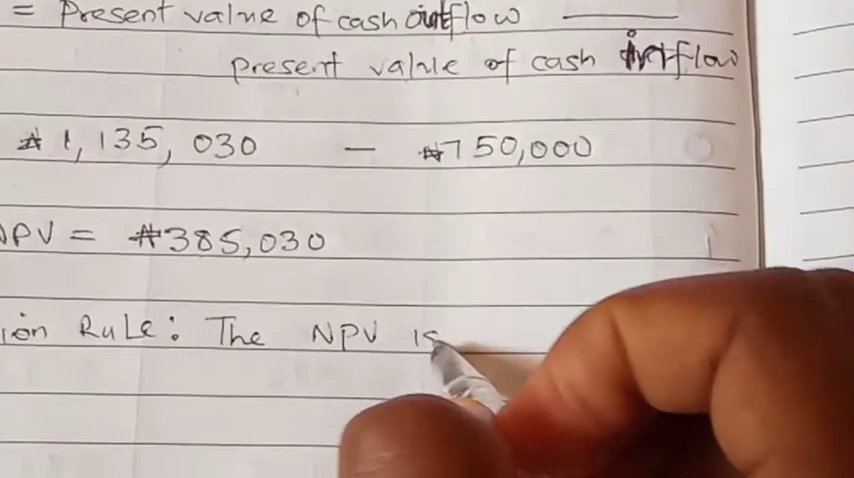 = Present value of cash outflow —
present value of cash inflow
₦1,135,030 — ₦750,000
NPV = ₦385,030
ion Rule: The NPV is